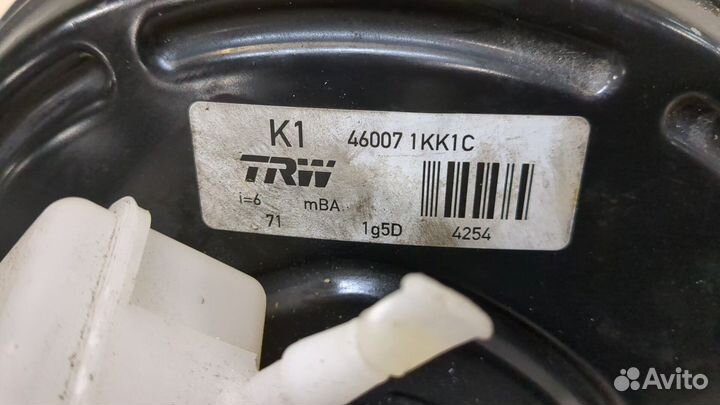 K1 46007 1KK1C
TRW
i=6 mBA
71 1g5D 4254
Avito